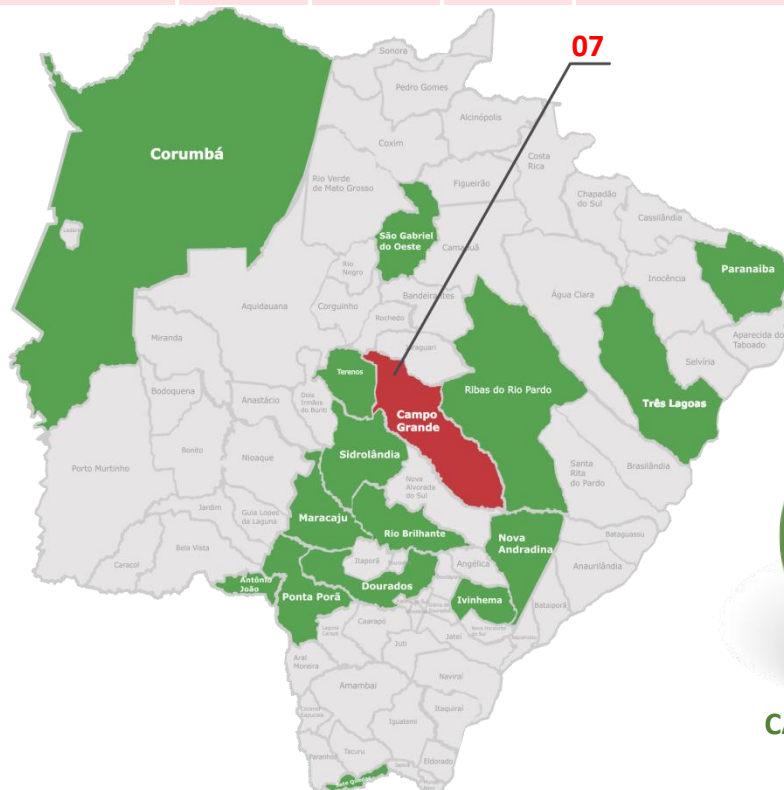 07
Sonora
Pedro Gomes
Alcinópolis
Corumbá
Coxim
Costa
Rica
Rio Verde
de Mato Grosso
Figueirão
Chapadão
do Sul
Cassilândia
São Gabriel
do Oeste
Camapuã
Paranaiba
Rio
Negro
Inocência
Bandeirantes
Água Clara
Aquidauana
Corguinho
Rochedo
Aparecida do
Taboado
Miranda
Jaraguari
Selvíria
Terenos
Bodoquena
Ribas do Rio Pardo
Anastácio
Dois
Irmãos
do Buriti
Três Lagoas
Campo
Grande
Bonito
Sidrolândia
Nioaque
Porto Murtinho
Santa
Rita
do Pardo
Brasilândia
Nova
Alvorada
do Sul
Jardim
Guia Lopes
da Laguna
Maracaju
Rio Brilhante
Nova
Andradina
Bataguassu
Bela Vista
Caracol
Itaporã
Angélica
Anaurilândia
Antônio
João
Dourados
Ponta Porã
Ivinhema
Bataiporã
Caarapó
Jateí
Juti
Aral
Moreira
Naviraí
Amambai
Itaquiraí
Iguatemi
Tacuru
Paranhos
Eldorado
CA